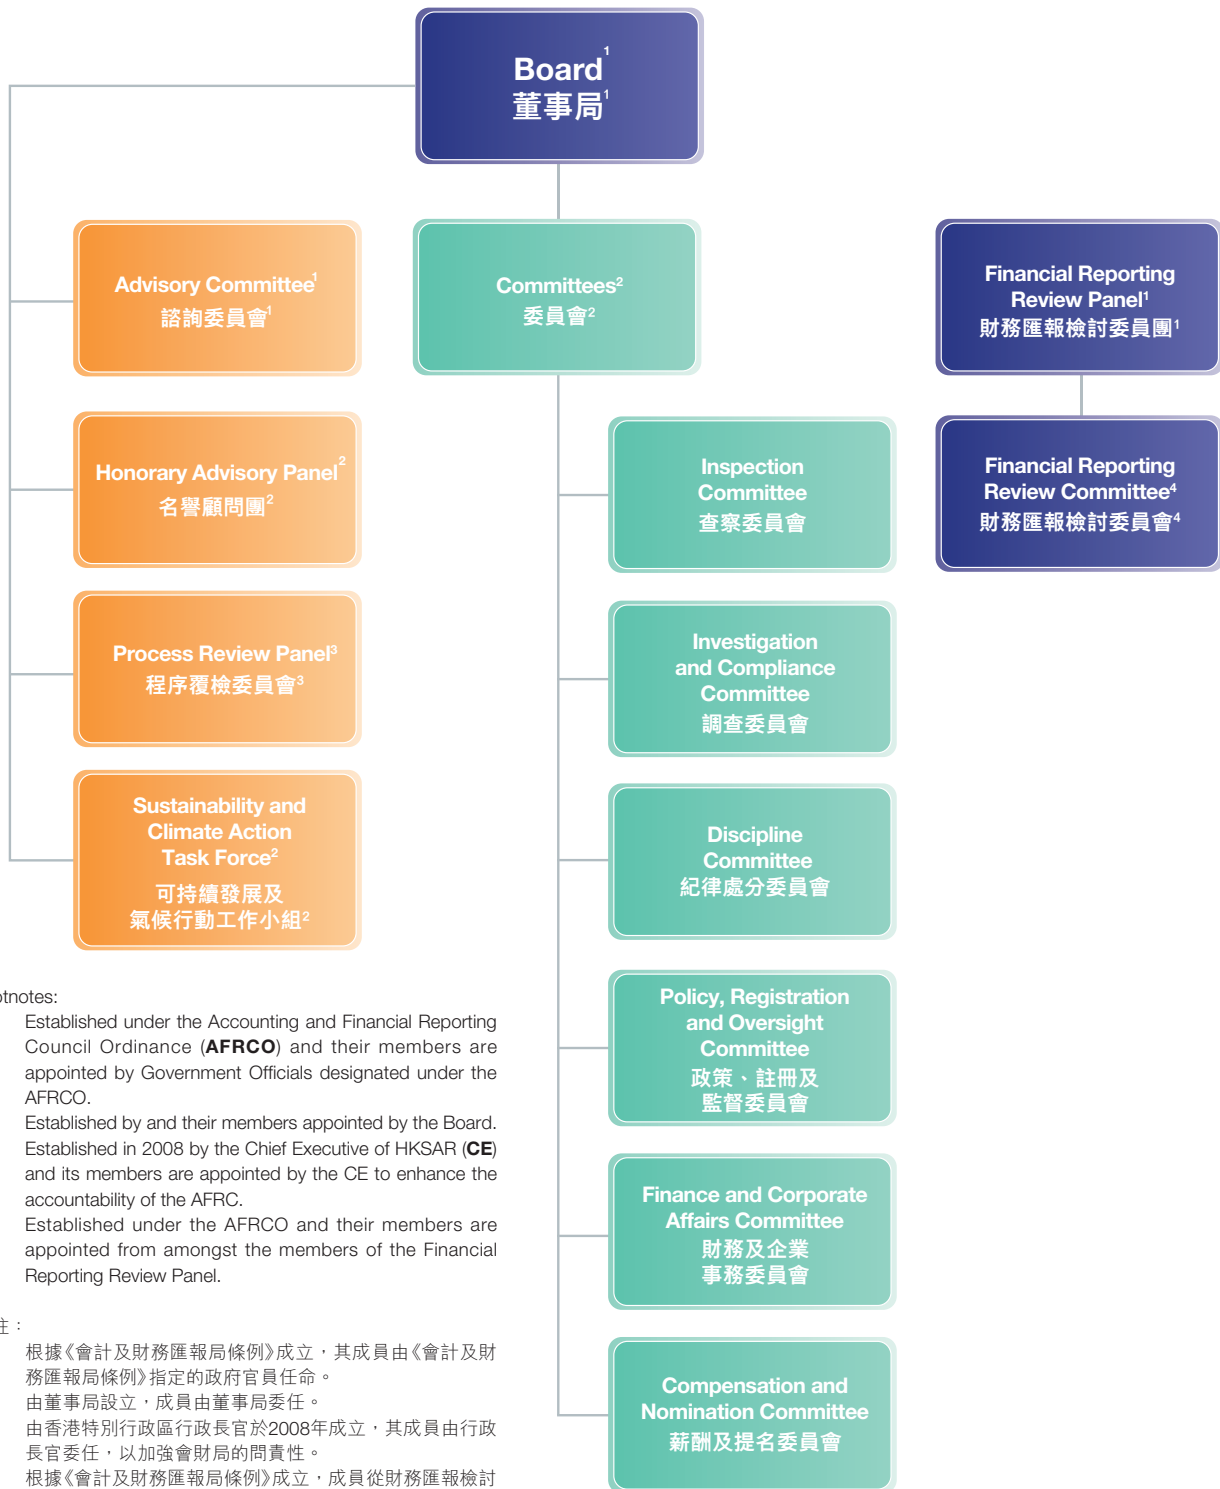 Board¹
董事局¹
Advisory Committee¹
諮詢委員會¹
Honorary Advisory Panel²
名譽顧問團²
Process Review Panel³
程序覆檢委員會³
Sustainability and
Climate Action
Task Force²
可持續發展及
氣候行動工作小組²
Committees²
委員會²
Inspection
Committee
查察委員會
Investigation
and Compliance
Committee
調查委員會
Discipline
Committee
紀律處分委員會
Policy, Registration
and Oversight
Committee
政策、註冊及
監督委員會
Finance and Corporate
Affairs Committee
財務及企業
事務委員會
Compensation and
Nomination Committee
薪酬及提名委員會
Financial Reporting
Review Panel¹
財務匯報檢討委員團¹
Financial Reporting
Review Committee⁴
財務匯報檢討委員會⁴
otnotes:
Established under the Accounting and Financial Reporting
Council Ordinance (AFRCO) and their members are
appointed by Government Officials designated under the
AFRCO.
Established by and their members appointed by the Board.
Established in 2008 by the Chief Executive of HKSAR (CE)
and its members are appointed by the CE to enhance the
accountability of the AFRC.
Established under the AFRCO and their members are
appointed from amongst the members of the Financial
Reporting Review Panel.
註：
根據《會計及財務匯報局條例》成立，其成員由《會計及財
務匯報局條例》指定的政府官員任命。
由董事局設立，成員由董事局委任。
由香港特別行政區行政長官於2008年成立，其成員由行政
長官委任，以加強會財局的問責性。
根據《會計及財務匯報局條例》成立，成員從財務匯報檢討